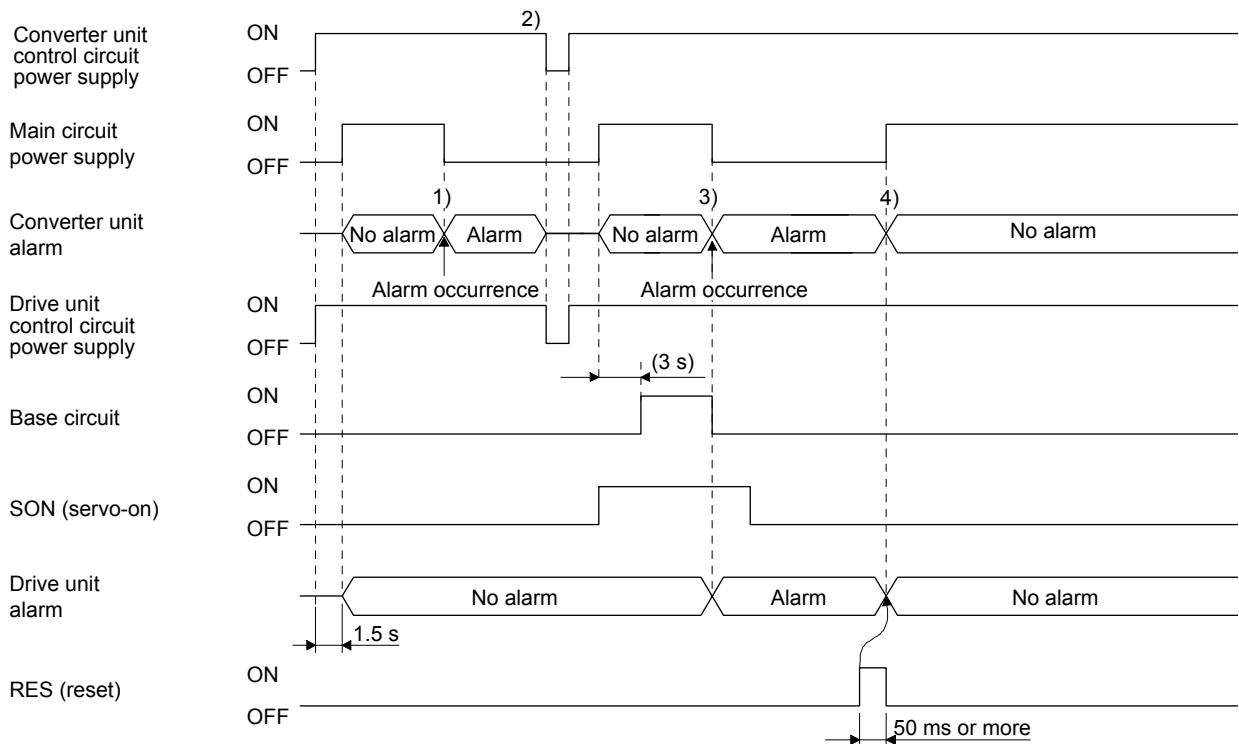 Converter unit
control circuit
power supply
ON
OFF
2)
Main circuit
power supply
ON
OFF
Converter unit
alarm
1)
3)
4)
No alarm
Alarm
No alarm
Alarm
No alarm
Alarm occurrence
Alarm occurrence
Drive unit
control circuit
power supply
ON
OFF
(3 s)
Base circuit
ON
OFF
SON (servo-on)
ON
OFF
Drive unit
alarm
No alarm
Alarm
No alarm
1.5 s
RES (reset)
ON
OFF
50 ms or more